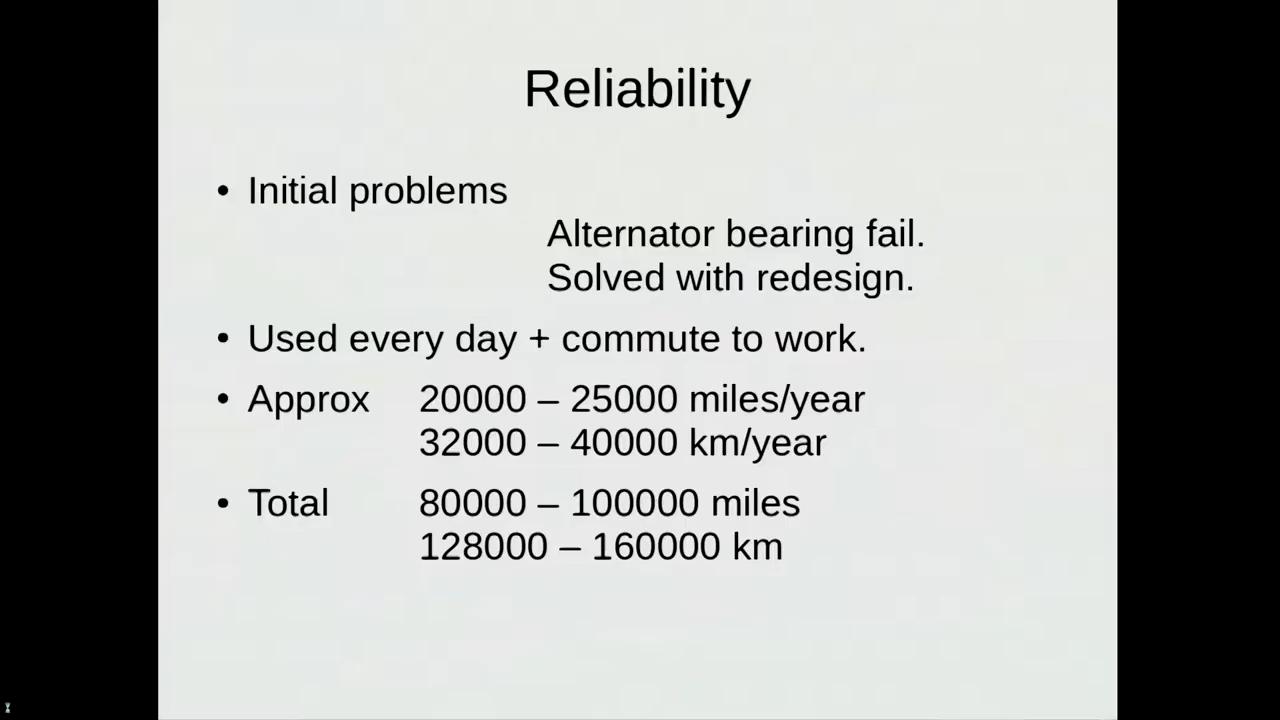 Reliability
• Initial problems
Alternator bearing fail.
Solved with redesign.
• Used every day + commute to work.
• Approx 20000 – 25000 miles/year
32000 – 40000 km/year
• Total 80000 – 100000 miles
128000 – 160000 km